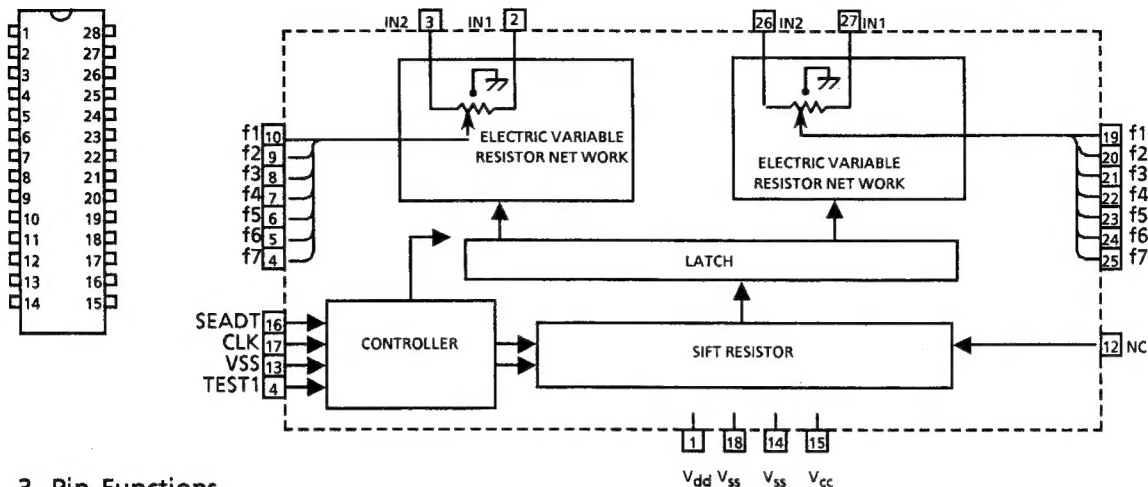 1 28
2 27
3 26
4 25
5 24
6 23
7 22
8 21
9 20
10 19
11 18
12 17
13 16
14 15
IN2 3 IN1 2
26 IN2 27 IN1
ELECTRIC VARIABLE
RESISTOR NET WORK
ELECTRIC VARIABLE
RESISTOR NET WORK
f1 10
f2 9
f3 8
f4 7
f5 6
f6 5
f7 4
19 f1
20 f2
21 f3
22 f4
23 f5
24 f6
25 f7
LATCH
SEADT 16
CLK 17
VSS 13
TEST1 4
CONTROLLER
SIFT RESISTOR
12 NC
1 18 14 15
Vdd Vss Vss Vcc
3. Pin Functions